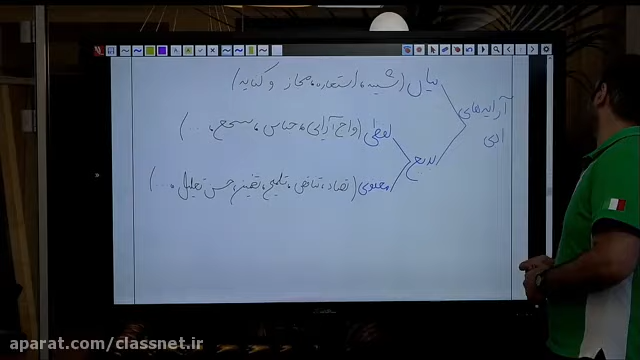 آرایه‌های
ادبی
بیان (تشبیه، استعاره، مجاز و کنایه)
بدیع
لفظی (واج آرایی، جناس، سجع، ...)
معنوی (تضاد، تناقض، تلمیح، تضمین، حسن تعلیل، ...)
aparat.com/classnet.ir